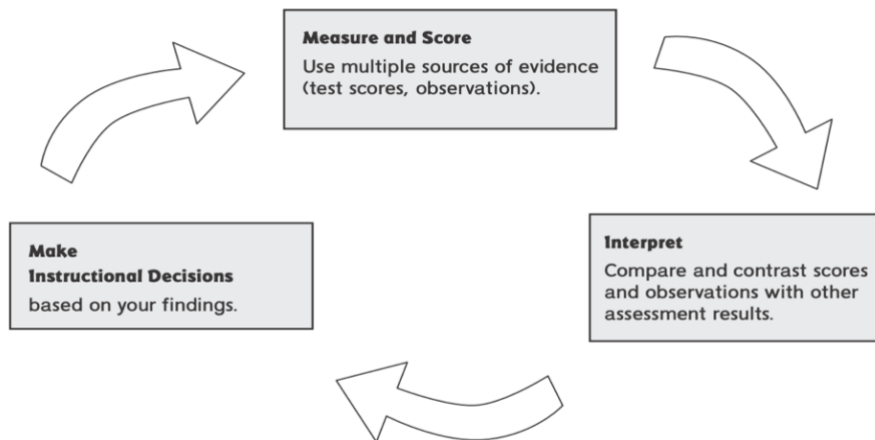 Measure and Score
Use multiple sources of evidence
(test scores, observations).
Interpret
Compare and contrast scores
and observations with other
assessment results.
Make
Instructional Decisions
based on your findings.